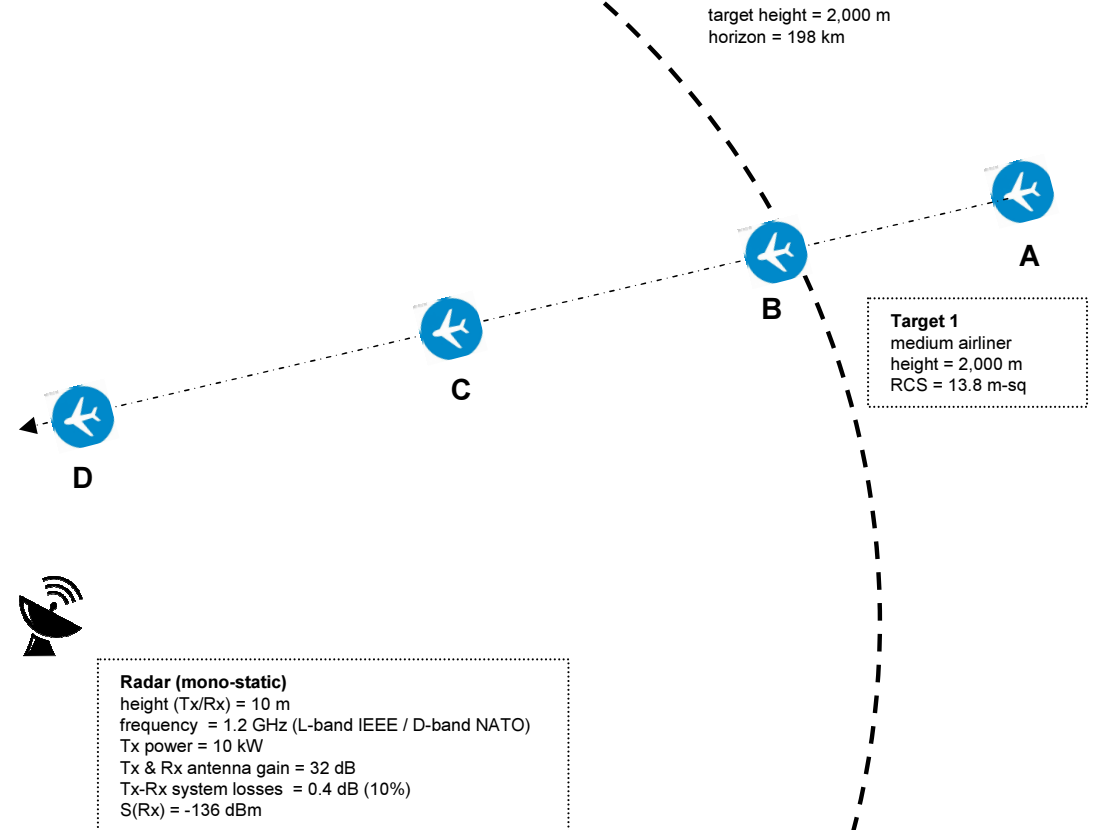 target height = 2,000 m
horizon = 198 km
A
B
Target 1
medium airliner
height = 2,000 m
RCS = 13.8 m-sq
C
D
Radar (mono-static)
height (Tx/Rx) = 10 m
frequency  = 1.2 GHz (L-band IEEE / D-band NATO)
Tx power = 10 kW
Tx & Rx antenna gain = 32 dB
Tx-Rx system losses  = 0.4 dB (10%)
S(Rx) = -136 dBm